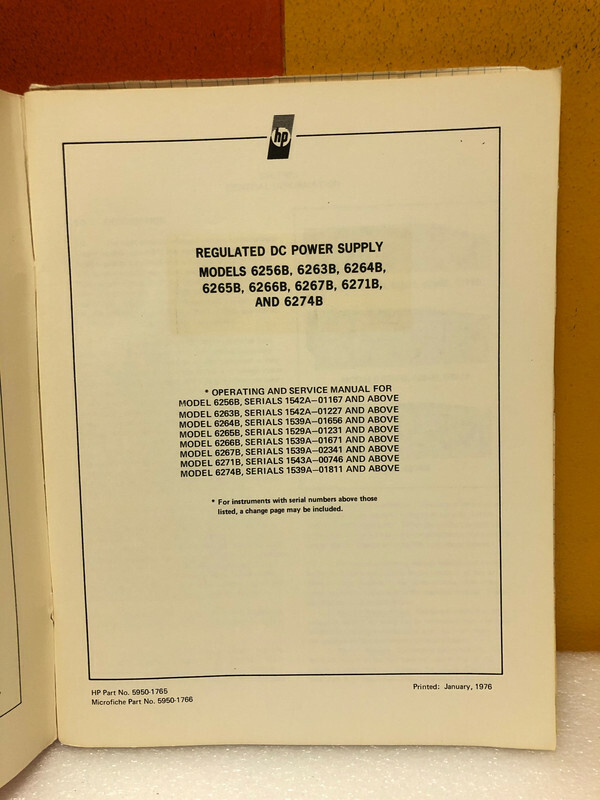 hp
REGULATED DC POWER SUPPLY
MODELS 6256B, 6263B, 6264B,
6265B, 6266B, 6267B, 6271B,
AND 6274B
* OPERATING AND SERVICE MANUAL FOR
MODEL 6256B, SERIALS 1542A—01167 AND ABOVE
MODEL 6263B, SERIALS 1542A—01227 AND ABOVE
MODEL 6264B, SERIALS 1539A—01656 AND ABOVE
MODEL 6265B, SERIALS 1529A—01231 AND ABOVE
MODEL 6266B, SERIALS 1539A—01671 AND ABOVE
MODEL 6267B, SERIALS 1539A—02341 AND ABOVE
MODEL 6271B, SERIALS 1543A—00746 AND ABOVE
MODEL 6274B, SERIALS 1539A—01811 AND ABOVE
* For instruments with serial numbers above those
listed, a change page may be included.
HP Part No. 5950-1765
Microfiche Part No. 5950-1766
Printed: January, 1976